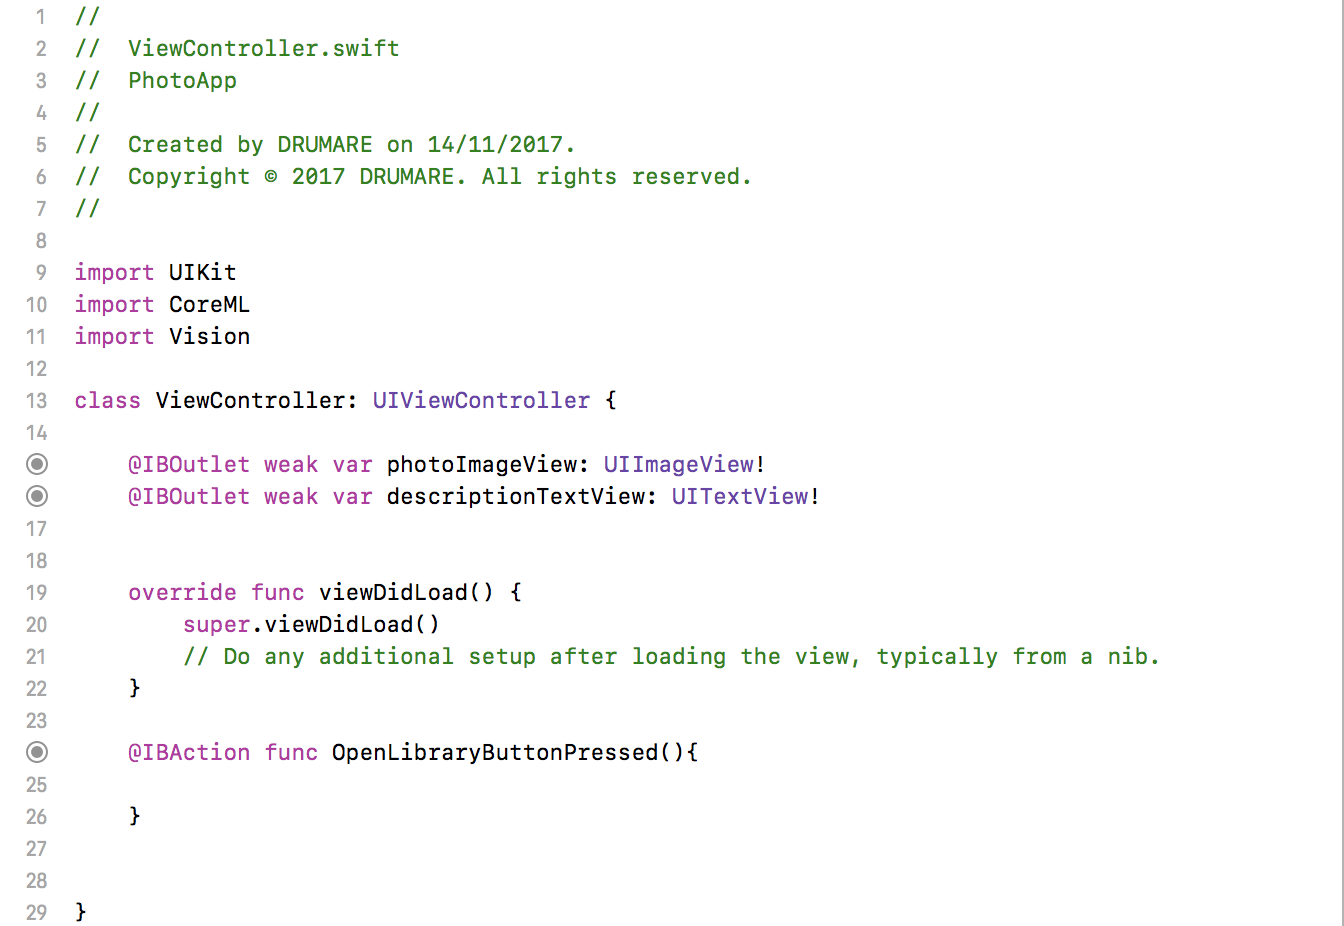 1 //
2 //  ViewController.swift
3 //  PhotoApp
4 //
5 //  Created by DRUMARE on 14/11/2017.
6 //  Copyright © 2017 DRUMARE. All rights reserved.
7 //
8
9 import UIKit
10 import CoreML
11 import Vision
12
13 class ViewController: UIViewController {
14
    @IBOutlet weak var photoImageView: UIImageView!
    @IBOutlet weak var descriptionTextView: UITextView!
17
18
19     override func viewDidLoad() {
20         super.viewDidLoad()
21         // Do any additional setup after loading the view, typically from a nib.
22     }
23
    @IBAction func OpenLibraryButtonPressed(){
25
26     }
27
28
29 }